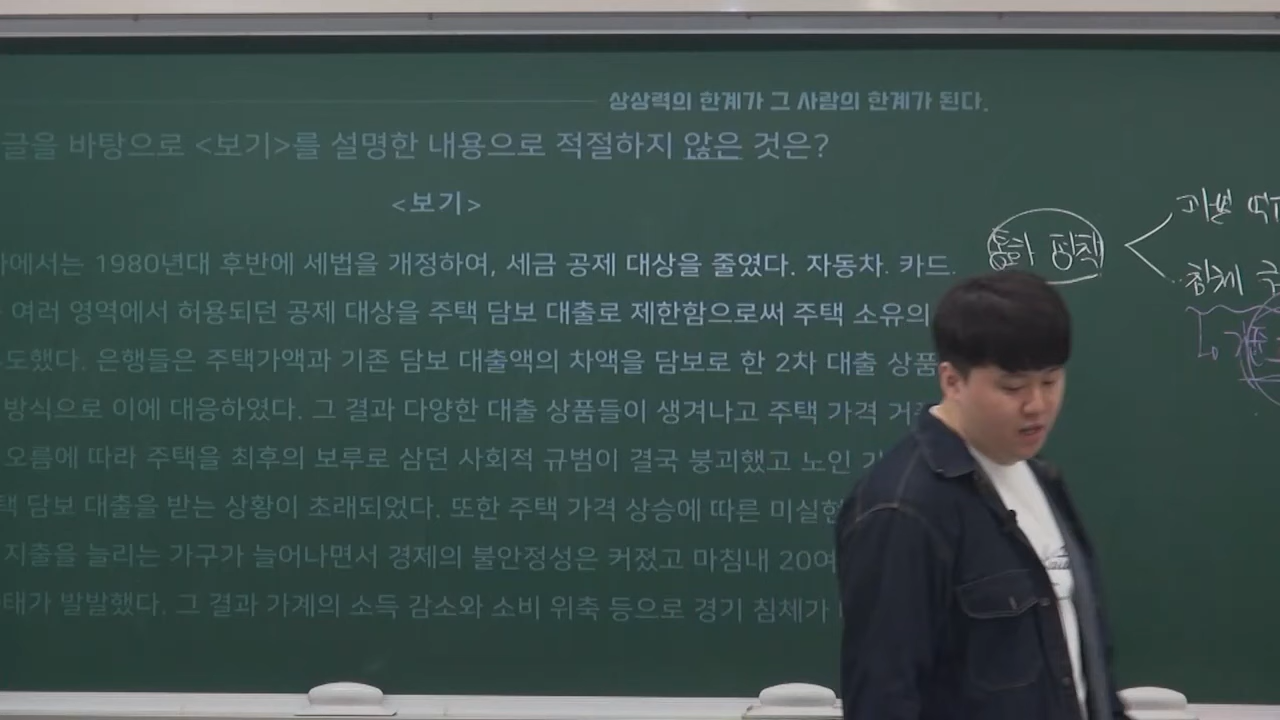 상상력의 한계가 그 사람의 한계가 된다.
글을 바탕으로 <보기>를 설명한 내용으로 적절하지 않은 것은?
<보기>
에서는 1980년대 후반에 세법을 개정하여, 세금 공제 대상을 줄였다. 자동차. 카드.
여러 영역에서 허용되던 공제 대상을 주택 담보 대출로 제한함으로써 주택 소유의
도했다. 은행들은 주택가액과 기존 담보 대출액의 차액을 담보로 한 2차 대출 상품
방식으로 이에 대응하였다. 그 결과 다양한 대출 상품들이 생겨나고 주택 가격
오름에 따라 주택을 최후의 보루로 삼던 사회적 규범이 결국 붕괴했고 노인
택 담보 대출을 받는 상황이 초래되었다. 또한 주택 가격 상승에 따른 미실현
지출을 늘리는 가구가 늘어나면서 경제의 불안정성은 커졌고 마침내 20여
태가 발발했다. 그 결과 가계의 소득 감소와 소비 위축 등으로 경기 침체가
통화 정책
침체